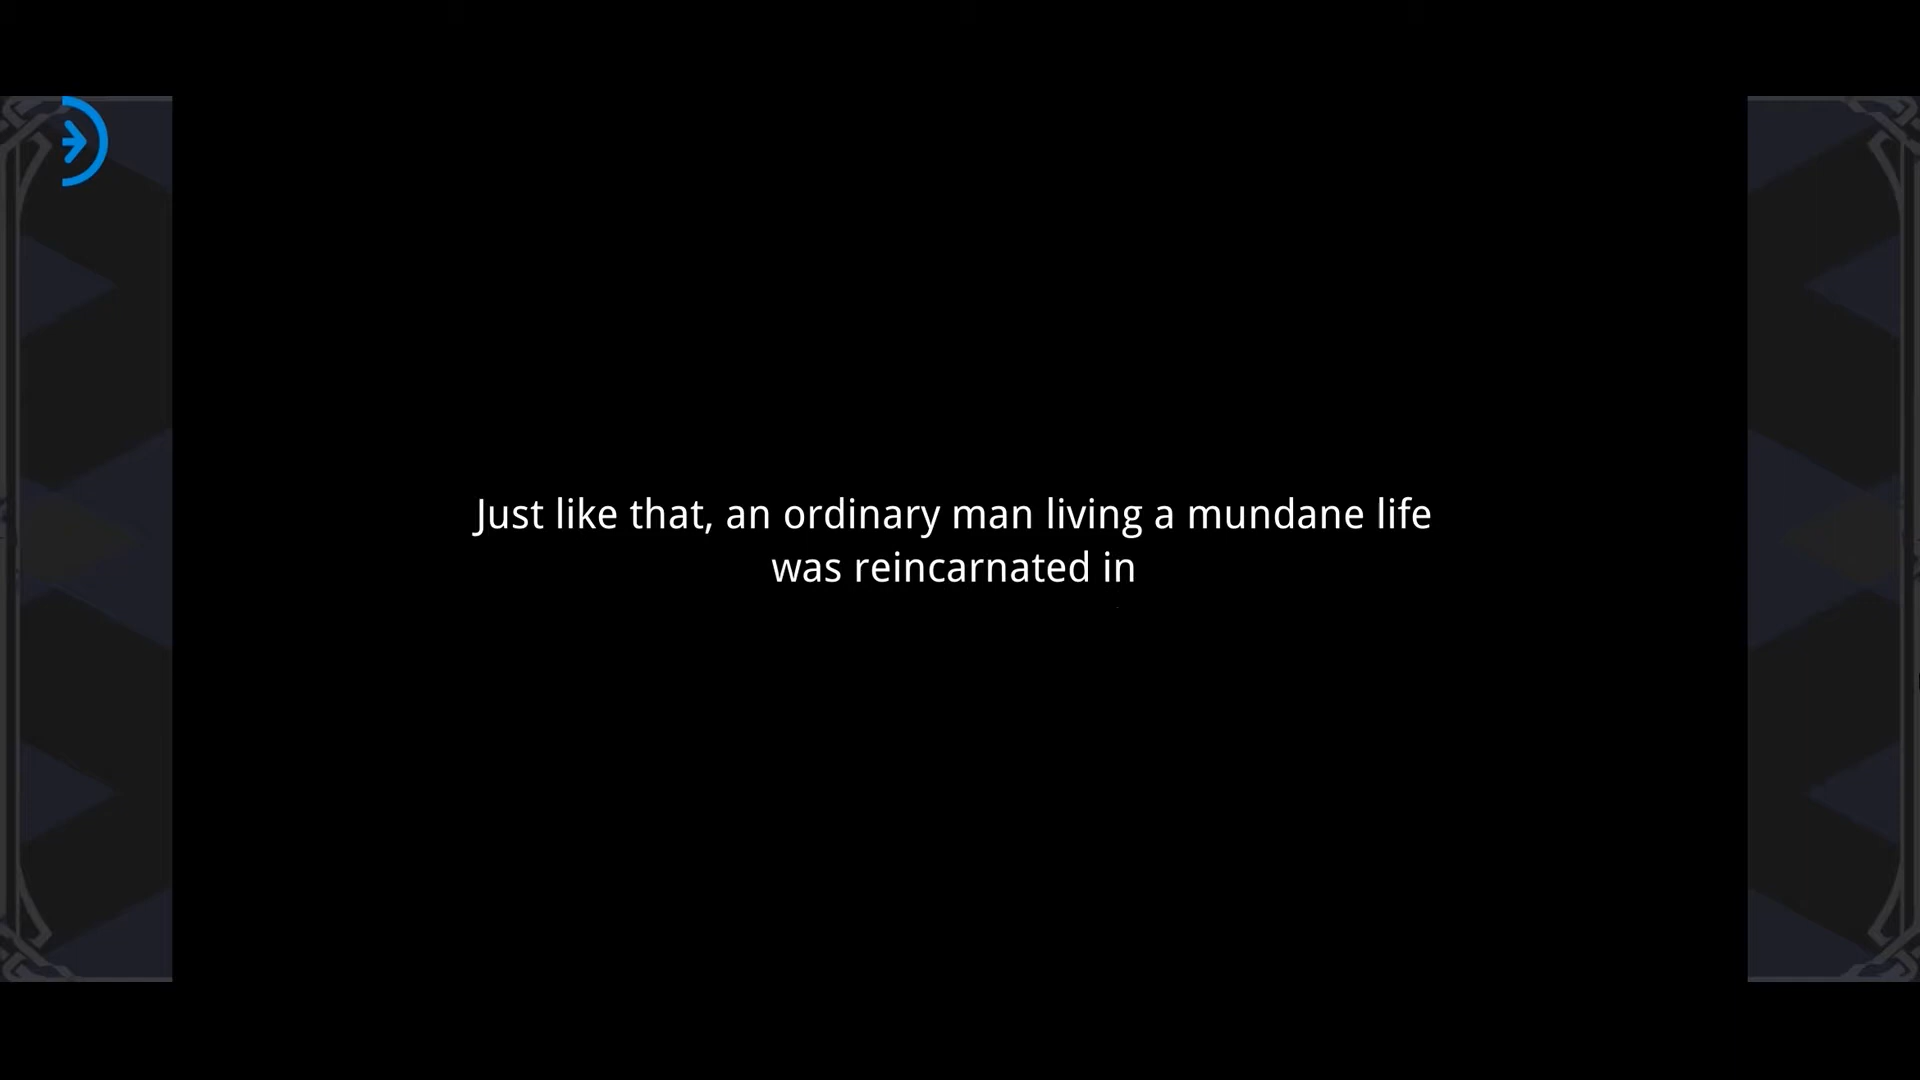 Just like that, an ordinary man living a mundane life
was reincarnated in